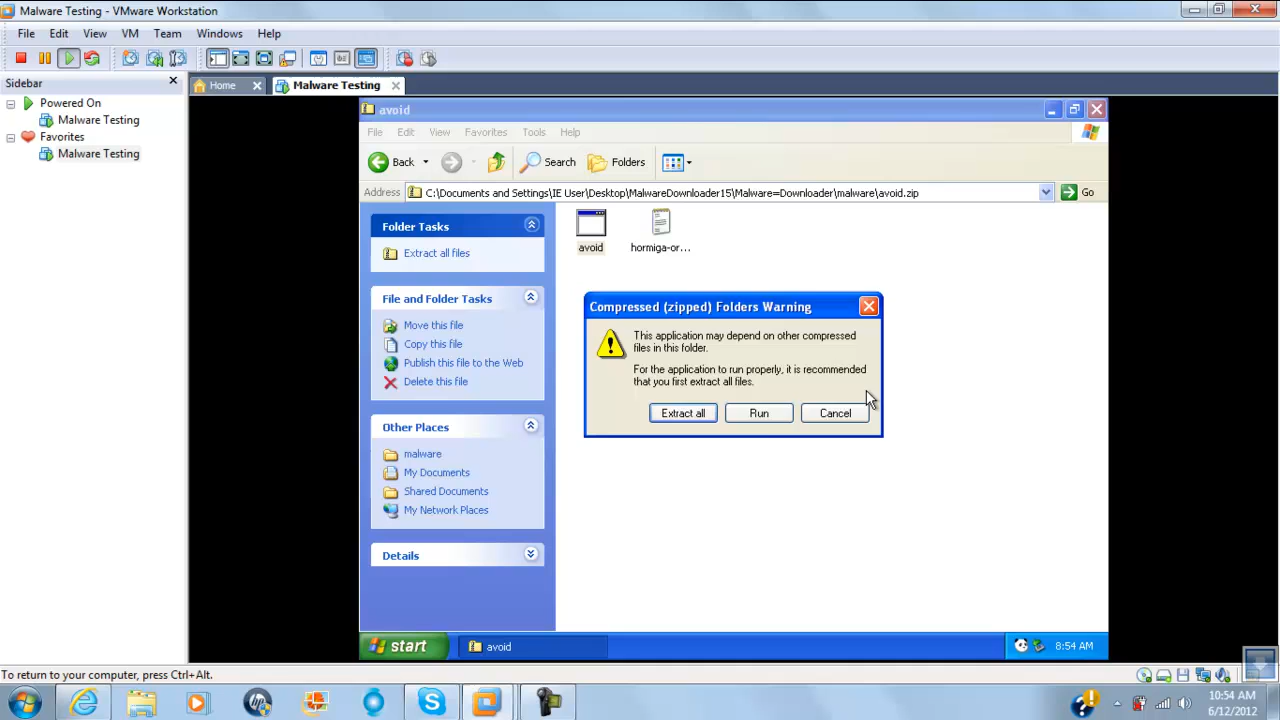 Malware Testing - VMware Workstation
File Edit View VM Team Windows Help
Sidebar
Home
Malware Testing
Powered On
Malware Testing
Favorites
Malware Testing
avoid
File Edit View Favorites Tools Help
Back
Search
Folders
Address
C:\Documents and Settings\IE User\Desktop\MalwareDownloader15\Malware=Downloader\malware\avoid.zip
Go
Folder Tasks
Extract all files
File and Folder Tasks
Move this file
Copy this file
Publish this file to the Web
Delete this file
Other Places
malware
My Documents
Shared Documents
My Network Places
Details
avoid
hormiga-or...
Compressed (zipped) Folders Warning
This application may depend on other compressed
files in this folder.
For the application to run properly, it is recommended
that you first extract all files.
Extract all
Run
Cancel
start
avoid
8:54 AM
To return to your computer, press Ctrl+Alt.
10:54 AM
6/12/2012